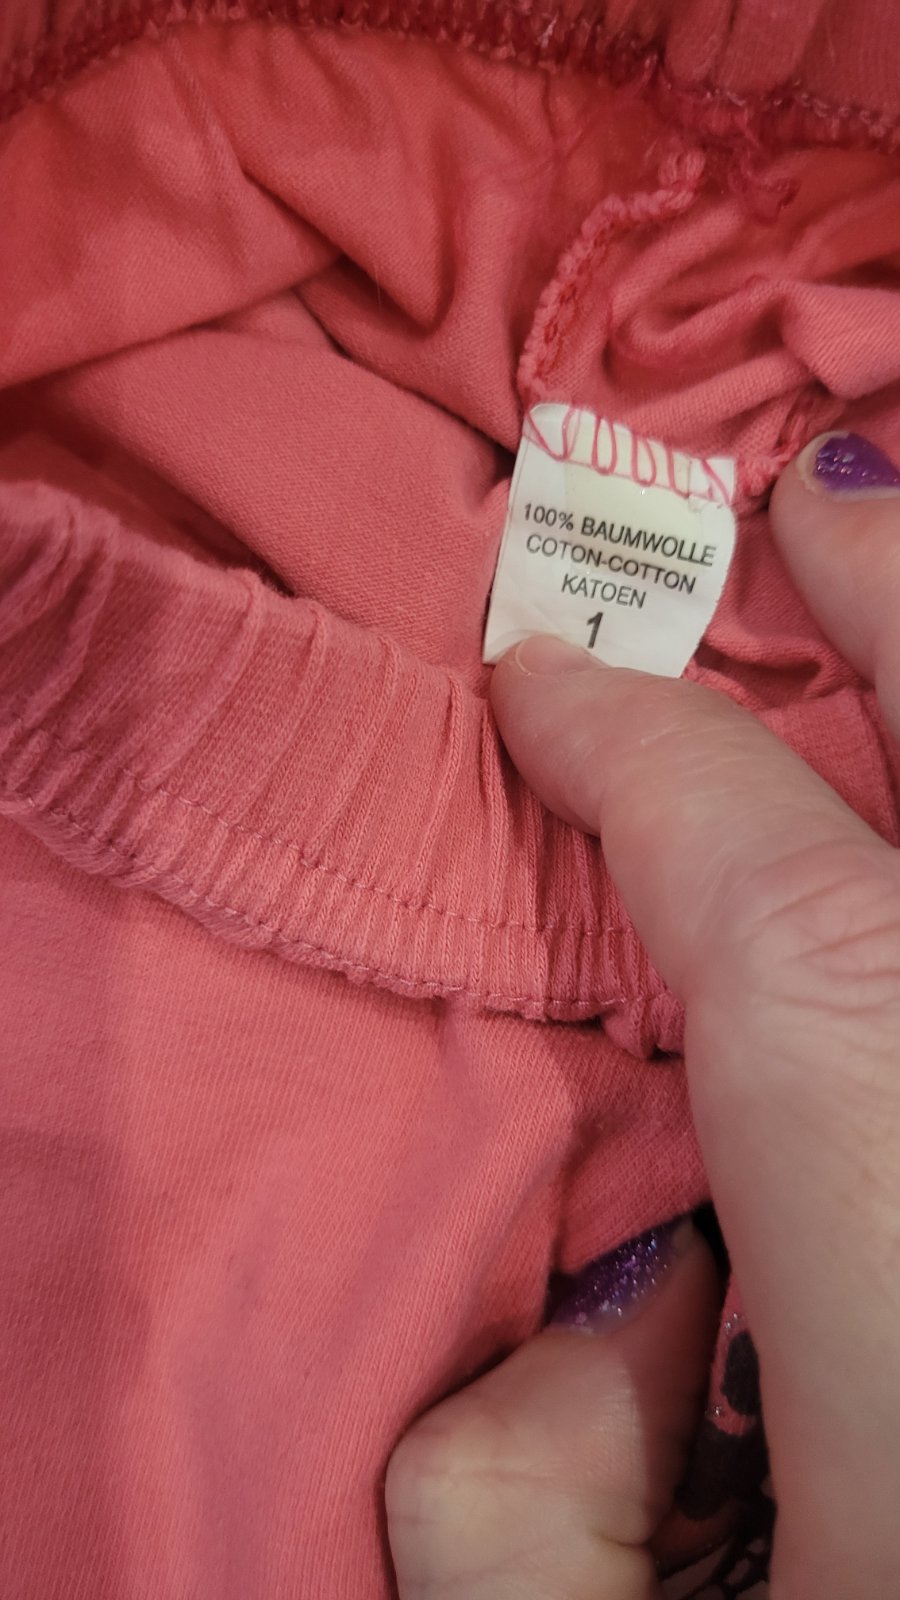 100% BAUMWOLLE
COTON-COTTON
KATOEN
1